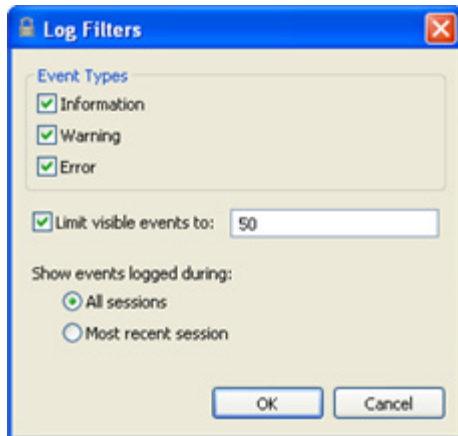 Log Filters
Event Types
Information
Warning
Error
Limit visible events to: 50
Show events logged during:
All sessions
Most recent session
OK Cancel